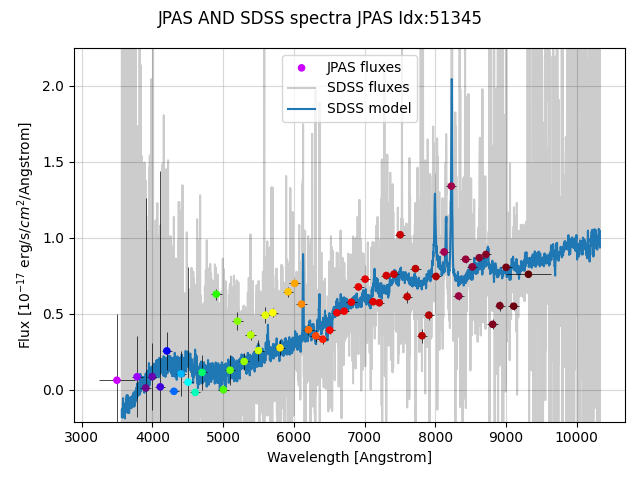 JPAS AND SDSS spectra JPAS Idx:51345
JPAS fluxes
SDSS fluxes
SDSS model
Flux [10⁻¹⁷ erg/s/cm²/Angstrom]
2.0
1.5
1.0
0.5
0.0
3000 4000 5000 6000 7000 8000 9000 10000
Wavelength [Angstrom]